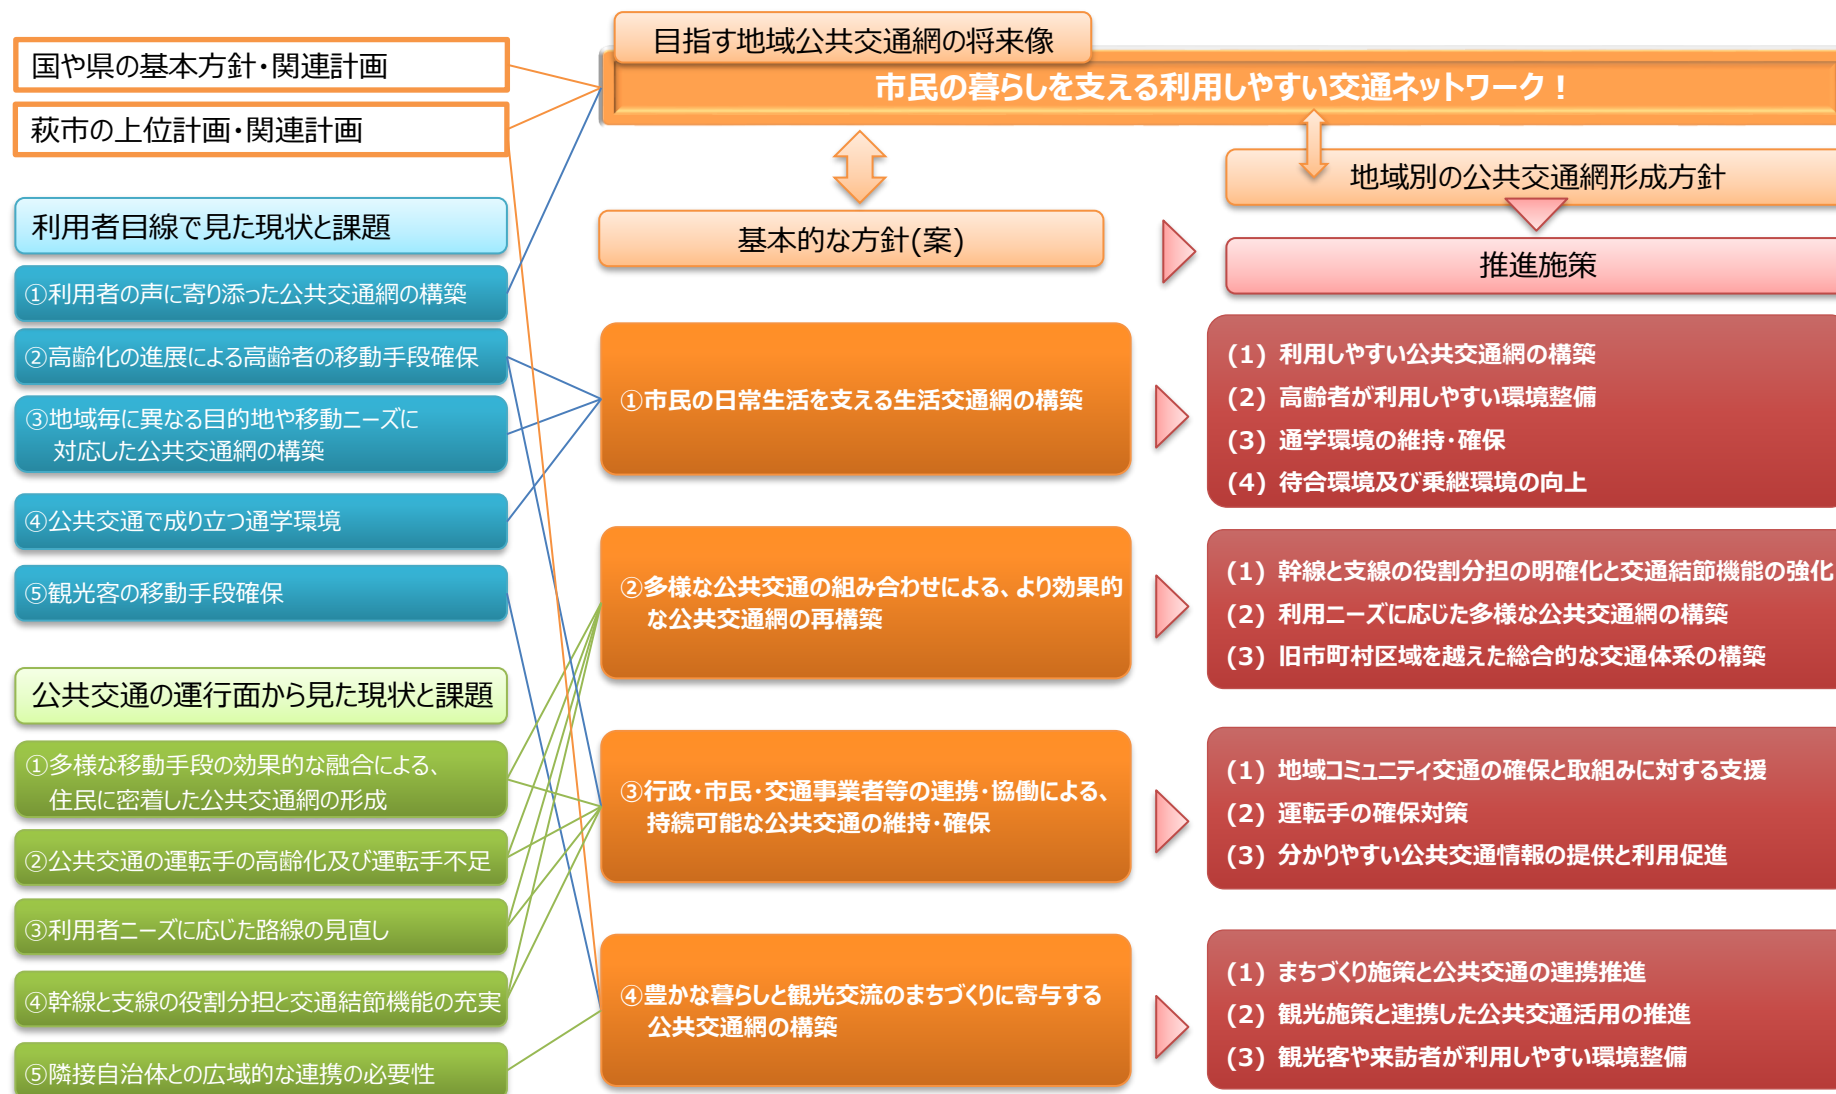 国や県の基本方針・関連計画
萩市の上位計画・関連計画
利用者目線で見た現状と課題
①利用者の声に寄り添った公共交通網の構築
②高齢化の進展による高齢者の移動手段確保
③地域毎に異なる目的地や移動ニーズに
対応した公共交通網の構築
④公共交通で成り立つ通学環境
⑤観光客の移動手段確保
公共交通の運行面から見た現状と課題
①多様な移動手段の効果的な融合による、
住民に密着した公共交通網の形成
②公共交通の運転手の高齢化及び運転手不足
③利用者ニーズに応じた路線の見直し
④幹線と支線の役割分担と交通結節機能の充実
⑤隣接自治体との広域的な連携の必要性
目指す地域公共交通網の将来像
市民の暮らしを支える利用しやすい交通ネットワーク！
基本的な方針(案)
①市民の日常生活を支える生活交通網の構築
②多様な公共交通の組み合わせによる、より効果的
な公共交通網の再構築
③行政・市民・交通事業者等の連携・協働による、
持続可能な公共交通の維持・確保
④豊かな暮らしと観光交流のまちづくりに寄与する
公共交通網の構築
地域別の公共交通網形成方針
推進施策
(1) 利用しやすい公共交通網の構築
(2) 高齢者が利用しやすい環境整備
(3) 通学環境の維持・確保
(4) 待合環境及び乗継環境の向上
(1) 幹線と支線の役割分担の明確化と交通結節機能の強化
(2) 利用ニーズに応じた多様な公共交通網の構築
(3) 旧市町村区域を越えた総合的な交通体系の構築
(1) 地域コミュニティ交通の確保と取組みに対する支援
(2) 運転手の確保対策
(3) 分かりやすい公共交通情報の提供と利用促進
(1) まちづくり施策と公共交通の連携推進
(2) 観光施策と連携した公共交通活用の推進
(3) 観光客や来訪者が利用しやすい環境整備